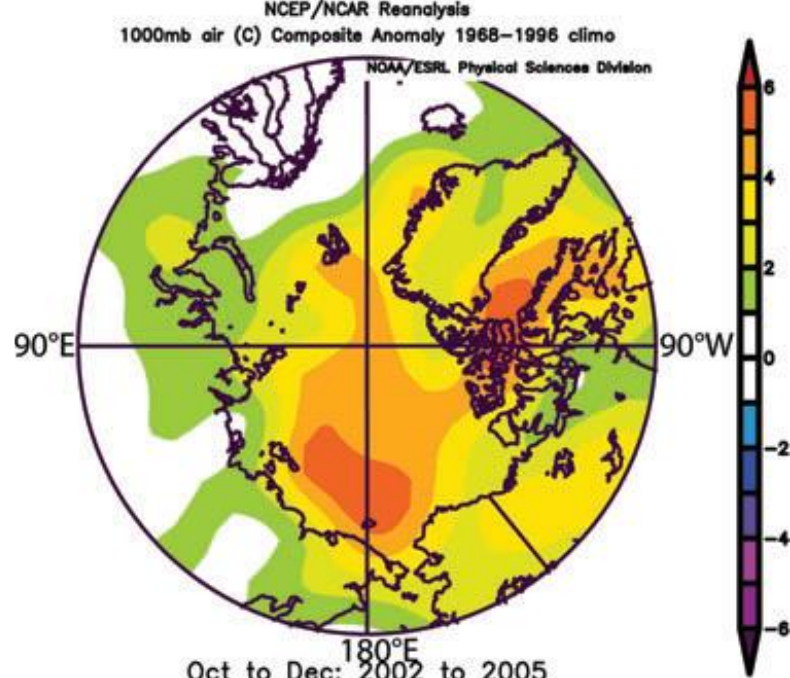 NCEP/NCAR Reanalysis
1000mb air (C) Composite Anomaly 1968-1996 climo
NOAA/ESRL Physical Sciences Division
6
4
2
0
-2
-4
-6
90°E
90°W
180°E
Oct to Dec: 2002 to 2005